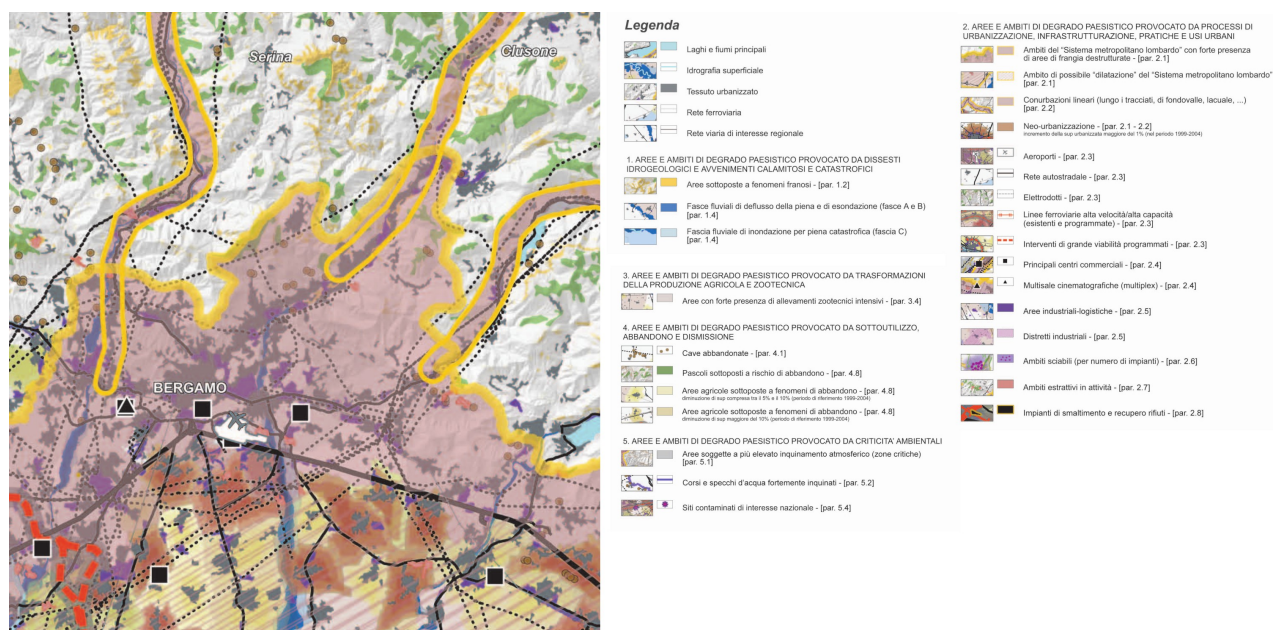 Serina
Clusone
BERGAMO
Legenda
Laghi e fiumi principali
Idrografia superficiale
Tessuto urbanizzato
Rete ferroviaria
Rete viaria di interesse regionale
1. AREE E AMBITI DI DEGRADO PAESISTICO PROVOCATO DA DISSESTI
IDROGEOLOGICI E AVVENIMENTI CALAMITOSI E CATASTROFICI
Aree sottoposte a fenomeni franosi - [par. 1.2]
Fasce fluviali di deflusso della piena e di esondazione (fasce A e B)
[par. 1.4]
Fascia fluviale di inondazione per piena catastrofica (fascia C)
[par. 1.4]
3. AREE E AMBITI DI DEGRADO PAESISTICO PROVOCATO DA TRASFORMAZIONI
DELLA PRODUZIONE AGRICOLA E ZOOTECNICA
Aree con forte presenza di allevamenti zootecnici intensivi - [par. 3.4]
4. AREE E AMBITI DI DEGRADO PAESISTICO PROVOCATO DA SOTTOUTILIZZO,
ABBANDONO E DISMISSIONE
Cave abbandonate - [par. 4.1]
Pascoli sottoposti a rischio di abbandono - [par. 4.8]
Aree agricole sottoposte a fenomeni di abbandono - [par. 4.8]
diminuzione di sup compresa tra il 5% e il 10% (periodo di riferimento 1999-2004)
Aree agricole sottoposte a fenomeni di abbandono - [par. 4.8]
diminuzione di sup maggiore del 10% (periodo di riferimento 1999-2004)
5. AREE E AMBITI DI DEGRADO PAESISTICO PROVOCATO DA CRITICITA' AMBIENTALI
Aree soggette a più elevato inquinamento atmosferico (zone critiche)
[par. 5.1]
Corsi e specchi d'acqua fortemente inquinati - [par. 5.2]
Siti contaminati di interesse nazionale - [par. 5.4]
2. AREE E AMBITI DI DEGRADO PAESISTICO PROVOCATO DA PROCESSI DI
URBANIZZAZIONE, INFRASTRUTTURAZIONE, PRATICHE E USI URBANI
Ambiti del "Sistema metropolitano lombardo" con forte presenza
di aree di frangia destrutturate - [par. 2.1]
Ambito di possibile "dilatazione" del "Sistema metropolitano lombardo"
[par. 2.1]
Conurbazioni lineari (lungo i tracciati, di fondovalle, lacuale, ...)
[par. 2.2]
Neo-urbanizzazione - [par. 2.1 - 2.2]
incremento della sup urbanizzata maggiore del 1% (nel periodo 1999-2004)
Aeroporti - [par. 2.3]
Rete autostradale - [par. 2.3]
Elettrodotti - [par. 2.3]
Linee ferroviarie alta velocità/alta capacità
(esistenti e programmate) - [par. 2.3]
Interventi di grande viabilità programmati - [par. 2.3]
Principali centri commerciali - [par. 2.4]
Multisale cinematografiche (multiplex) - [par. 2.4]
Aree industriali-logistiche - [par. 2.5]
Distretti industriali - [par. 2.5]
Ambiti sciabili (per numero di impianti) - [par. 2.6]
Ambiti estrattivi in attività - [par. 2.7]
Impianti di smaltimento e recupero rifiuti - [par. 2.8]